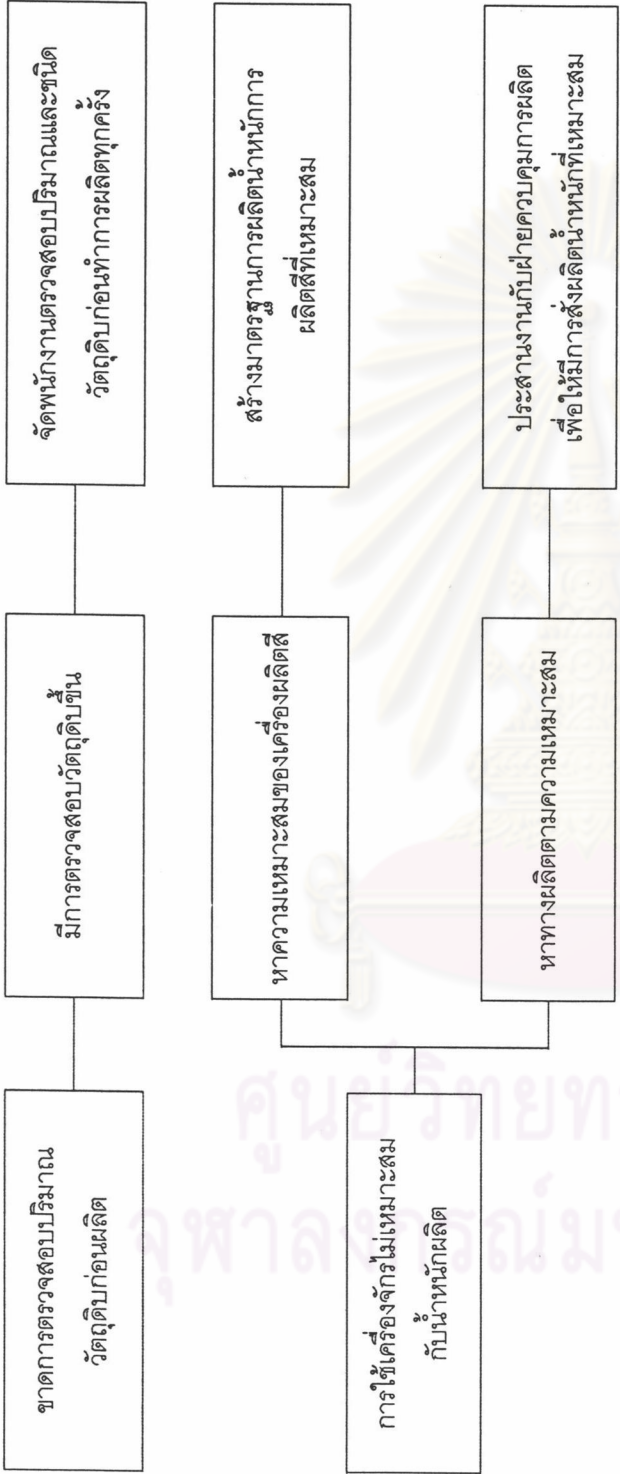 ขาดการตรวจสอบปริมาณ
วัตถุดิบก่อนผลิต
มีการตรวจสอบวัตถุดิบขึ้น
จัดพนักงานตรวจสอบปริมาณและชนิด
วัตถุดิบก่อนทำการผลิตทุกครั้ง
การใช้เครื่องจักรไม่เหมาะสม
กับน้ำหนักผลิต
หาความเหมาะสมของเครื่องผลิตสี
สร้างมาตรฐานการผลิตน้ำหนักการ
ผลิตสีที่เหมาะสม
หาทางผลิตตามความเหมาะสม
ประสานงานกับฝ่ายควบคุมการผลิต
เพื่อให้มีการสั่งผลิตน้ำหนักที่เหมาะสม